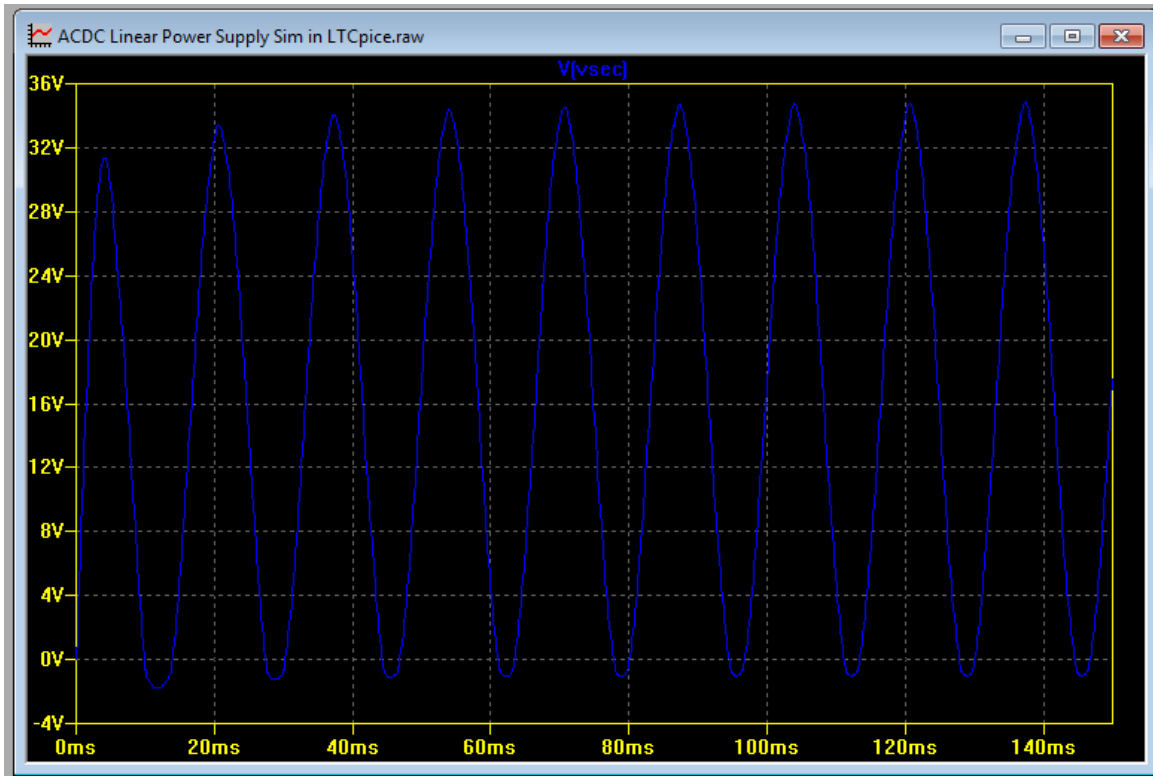 ACDC Linear Power Supply Sim in LTCpice.raw
V(vsec)
36V
32V
28V
24V
20V
16V
12V
8V
4V
0V
-4V
0ms 20ms 40ms 60ms 80ms 100ms 120ms 140ms